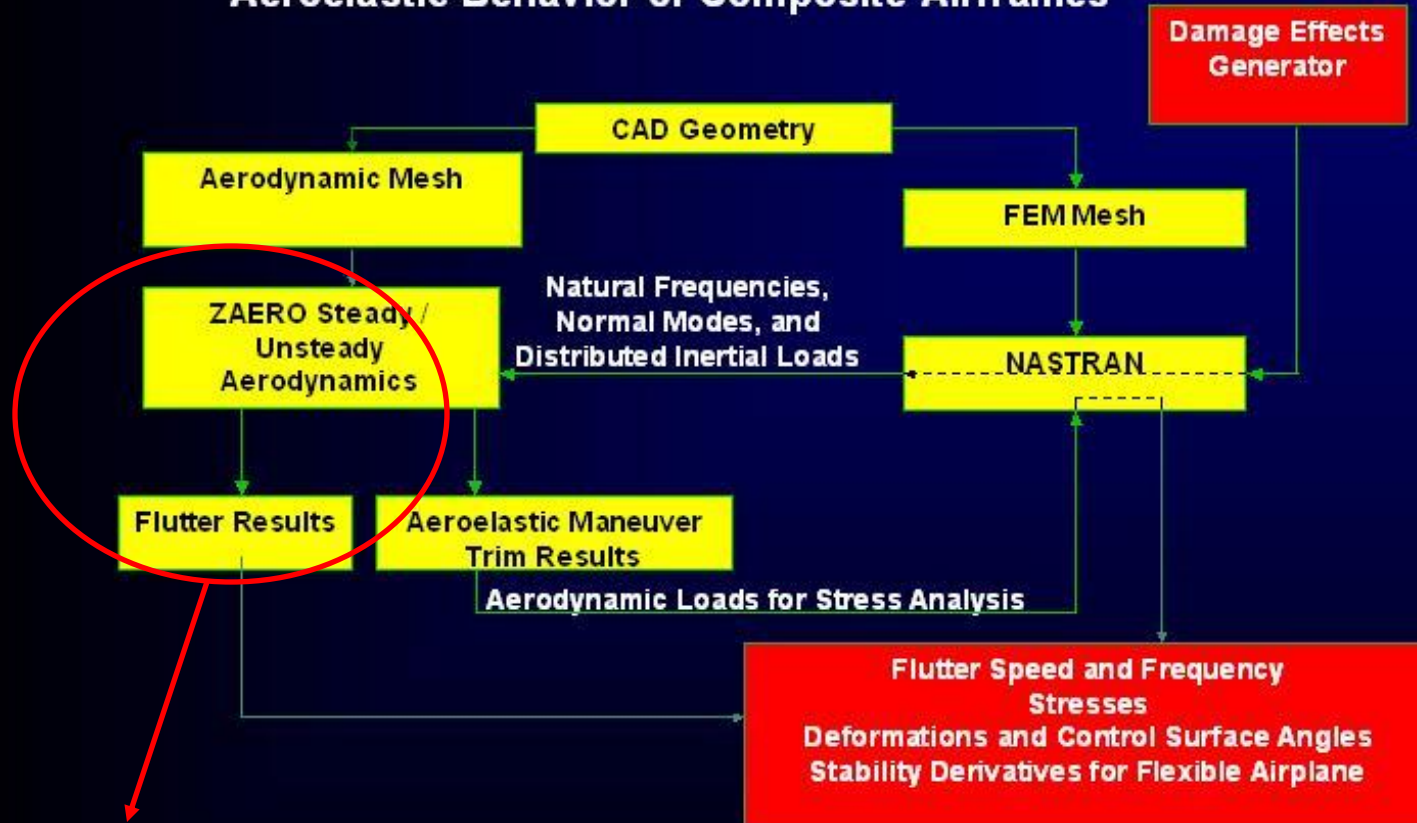 Aeroelastic Behavior of Composite Airframes
Damage Effects
Generator
CAD Geometry
Aerodynamic Mesh
FEM Mesh
ZAERO Steady /
Unsteady
Aerodynamics
Natural Frequencies,
Normal Modes, and
Distributed Inertial Loads
NASTRAN
Flutter Results
Aeroelastic Maneuver
Trim Results
Aerodynamic Loads for Stress Analysis
Flutter Speed and Frequency
Stresses
Deformations and Control Surface Angles
Stability Derivatives for Flexible Airplane